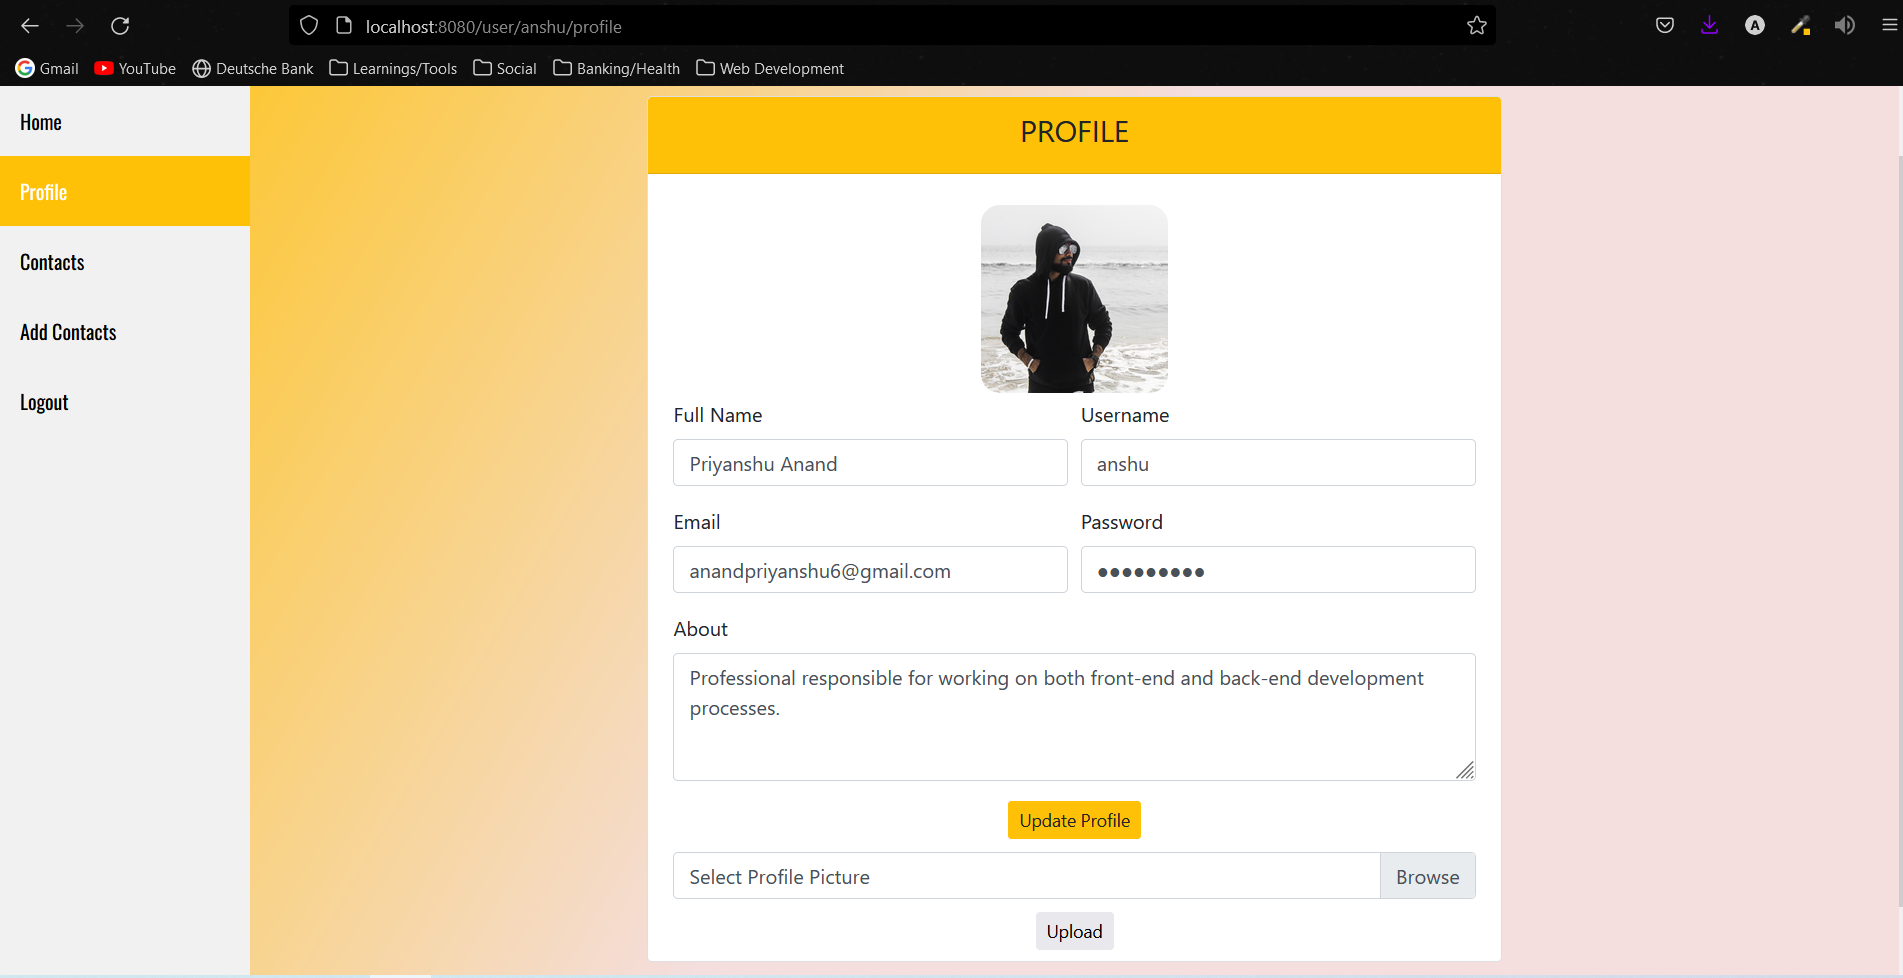 localhost:8080/user/anshu/profile
A
Gmail YouTube Deutsche Bank Learnings/Tools Social Banking/Health Web Development
Home
Profile
Contacts
Add Contacts
Logout
PROFILE
Full Name Username
Priyanshu Anand anshu
Email Password
anandpriyanshu6@gmail.com ●●●●●●●●●
About
Professional responsible for working on both front-end and back-end development
processes.
Update Profile
Select Profile Picture Browse
Upload